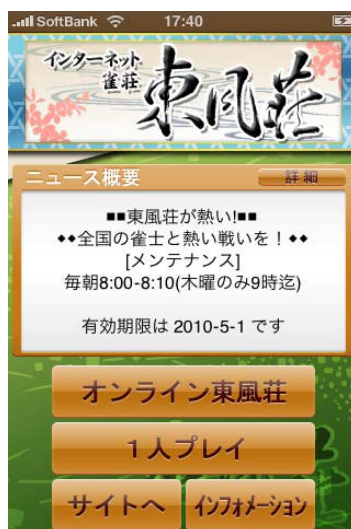 SoftBank 17:40
インターネット
雀荘
東風荘
ニュース概要 詳細
■■東風荘が熱い!■■
◆◆全国の雀士と熱い戦いを！◆◆
[メンテナンス]
毎朝8:00-8:10(木曜のみ9時迄)
有効期限は 2010-5-1 です
オンライン東風荘
1人プレイ
サイトへ インフォメーション